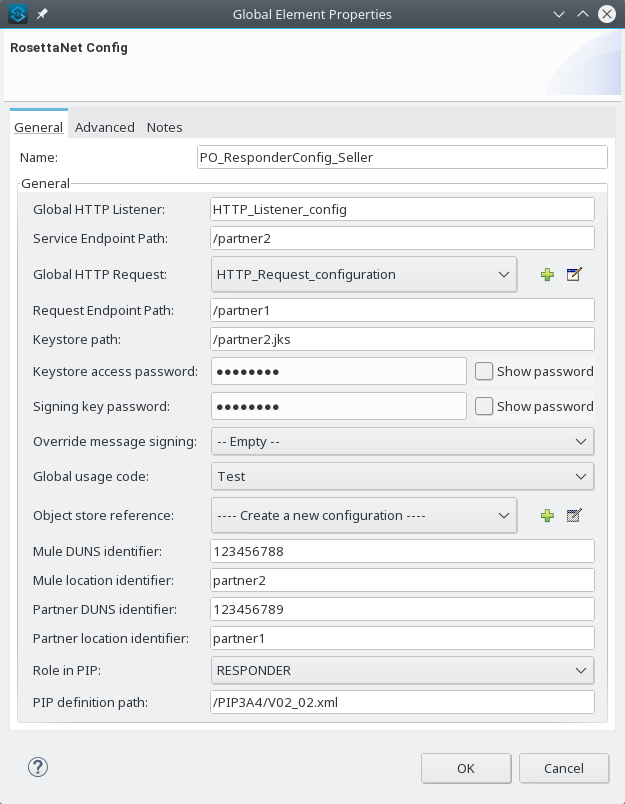 Global Element Properties
RosettaNet Config
General Advanced Notes
Name: PO_ResponderConfig_Seller
General
Global HTTP Listener: HTTP_Listener_config
Service Endpoint Path: /partner2
Global HTTP Request: HTTP_Request_configuration
Request Endpoint Path: /partner1
Keystore path: /partner2.jks
Keystore access password: ●●●●●●●● Show password
Signing key password: ●●●●●●●● Show password
Override message signing: -- Empty --
Global usage code: Test
Object store reference: ---- Create a new configuration ----
Mule DUNS identifier: 123456788
Mule location identifier: partner2
Partner DUNS identifier: 123456789
Partner location identifier: partner1
Role in PIP: RESPONDER
PIP definition path: /PIP3A4/V02_02.xml
? OK Cancel